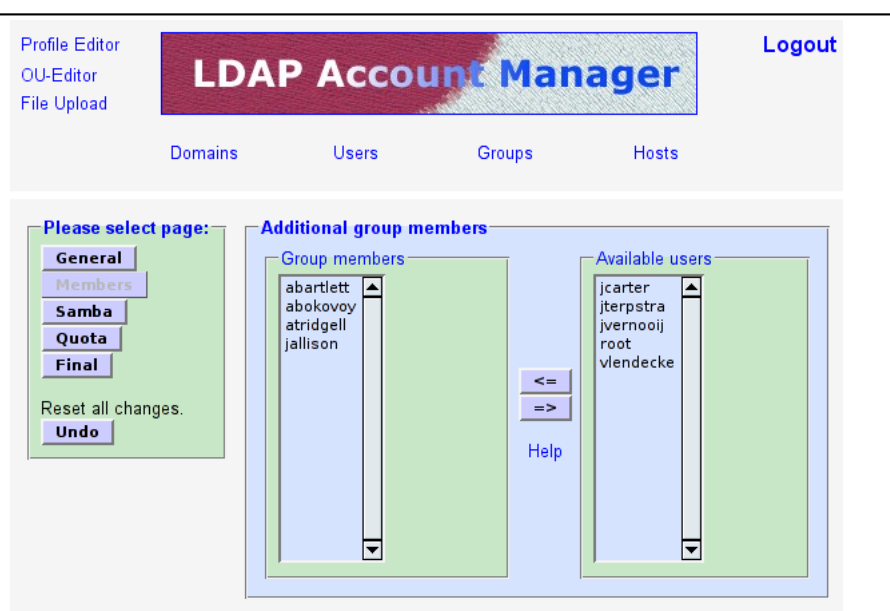 Profile Editor
OU-Editor
File Upload
LDAP Account Manager
Logout
Domains Users Groups Hosts
Please select page:
General
Members
Samba
Quota
Final
Reset all changes.
Undo
Additional group members
Group members
abartlett
abokovoy
atridgell
jallison
<=
=>
Help
Available users
jcarter
jterpstra
jvernooij
root
vlendecke